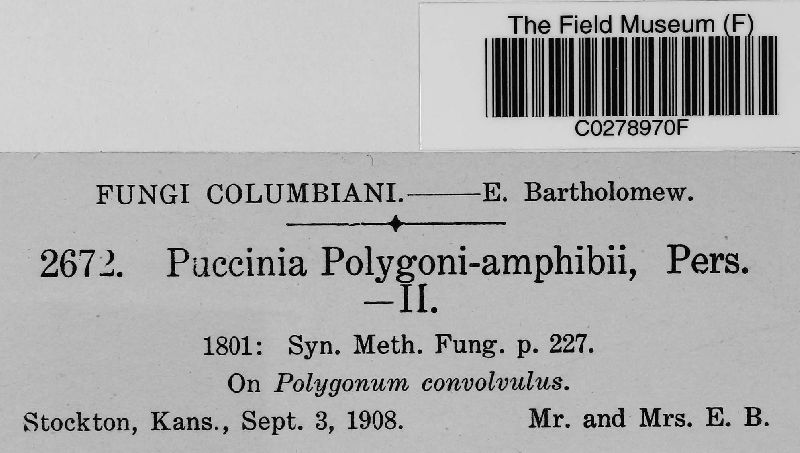 The Field Museum (F)
C0278970F
FUNGI COLUMBIANI.——E. Bartholomew.
2672. Puccinia Polygoni-amphibii, Pers.
—II.
1801: Syn. Meth. Fung. p. 227.
On Polygonum convolvulus.
Stockton, Kans., Sept. 3, 1908. Mr. and Mrs. E. B.